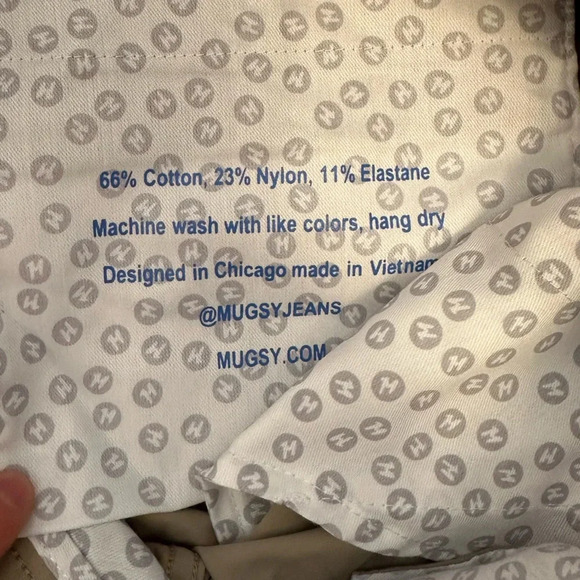 66% Cotton, 23% Nylon, 11% Elastane
Machine wash with like colors, hang dry
Designed in Chicago made in Vietnam
@MUGSYJEANS
MUGSY.COM